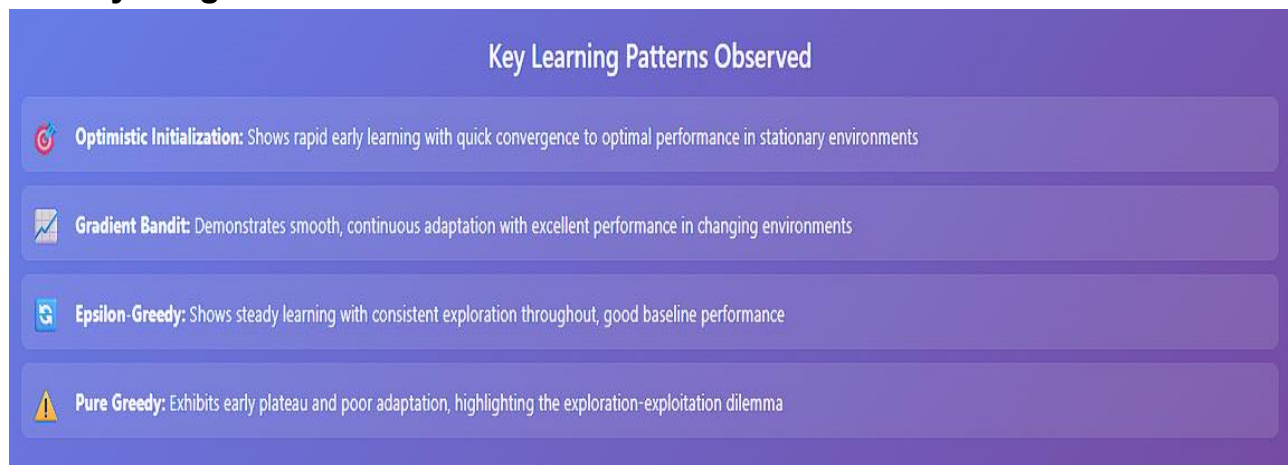 Key Learning Patterns Observed
Optimistic Initialization: Shows rapid early learning with quick convergence to optimal performance in stationary environments
Gradient Bandit: Demonstrates smooth, continuous adaptation with excellent performance in changing environments
Epsilon-Greedy: Shows steady learning with consistent exploration throughout, good baseline performance
Pure Greedy: Exhibits early plateau and poor adaptation, highlighting the exploration-exploitation dilemma